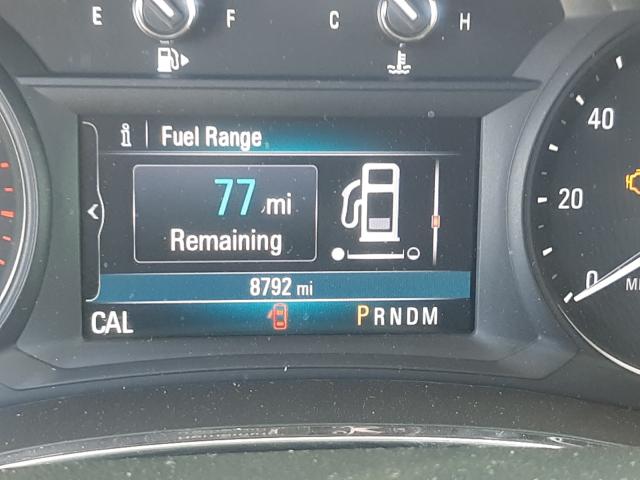 E F C H
i Fuel Range
77 mi
Remaining
8792 mi
CAL PRNDM
40
20
0